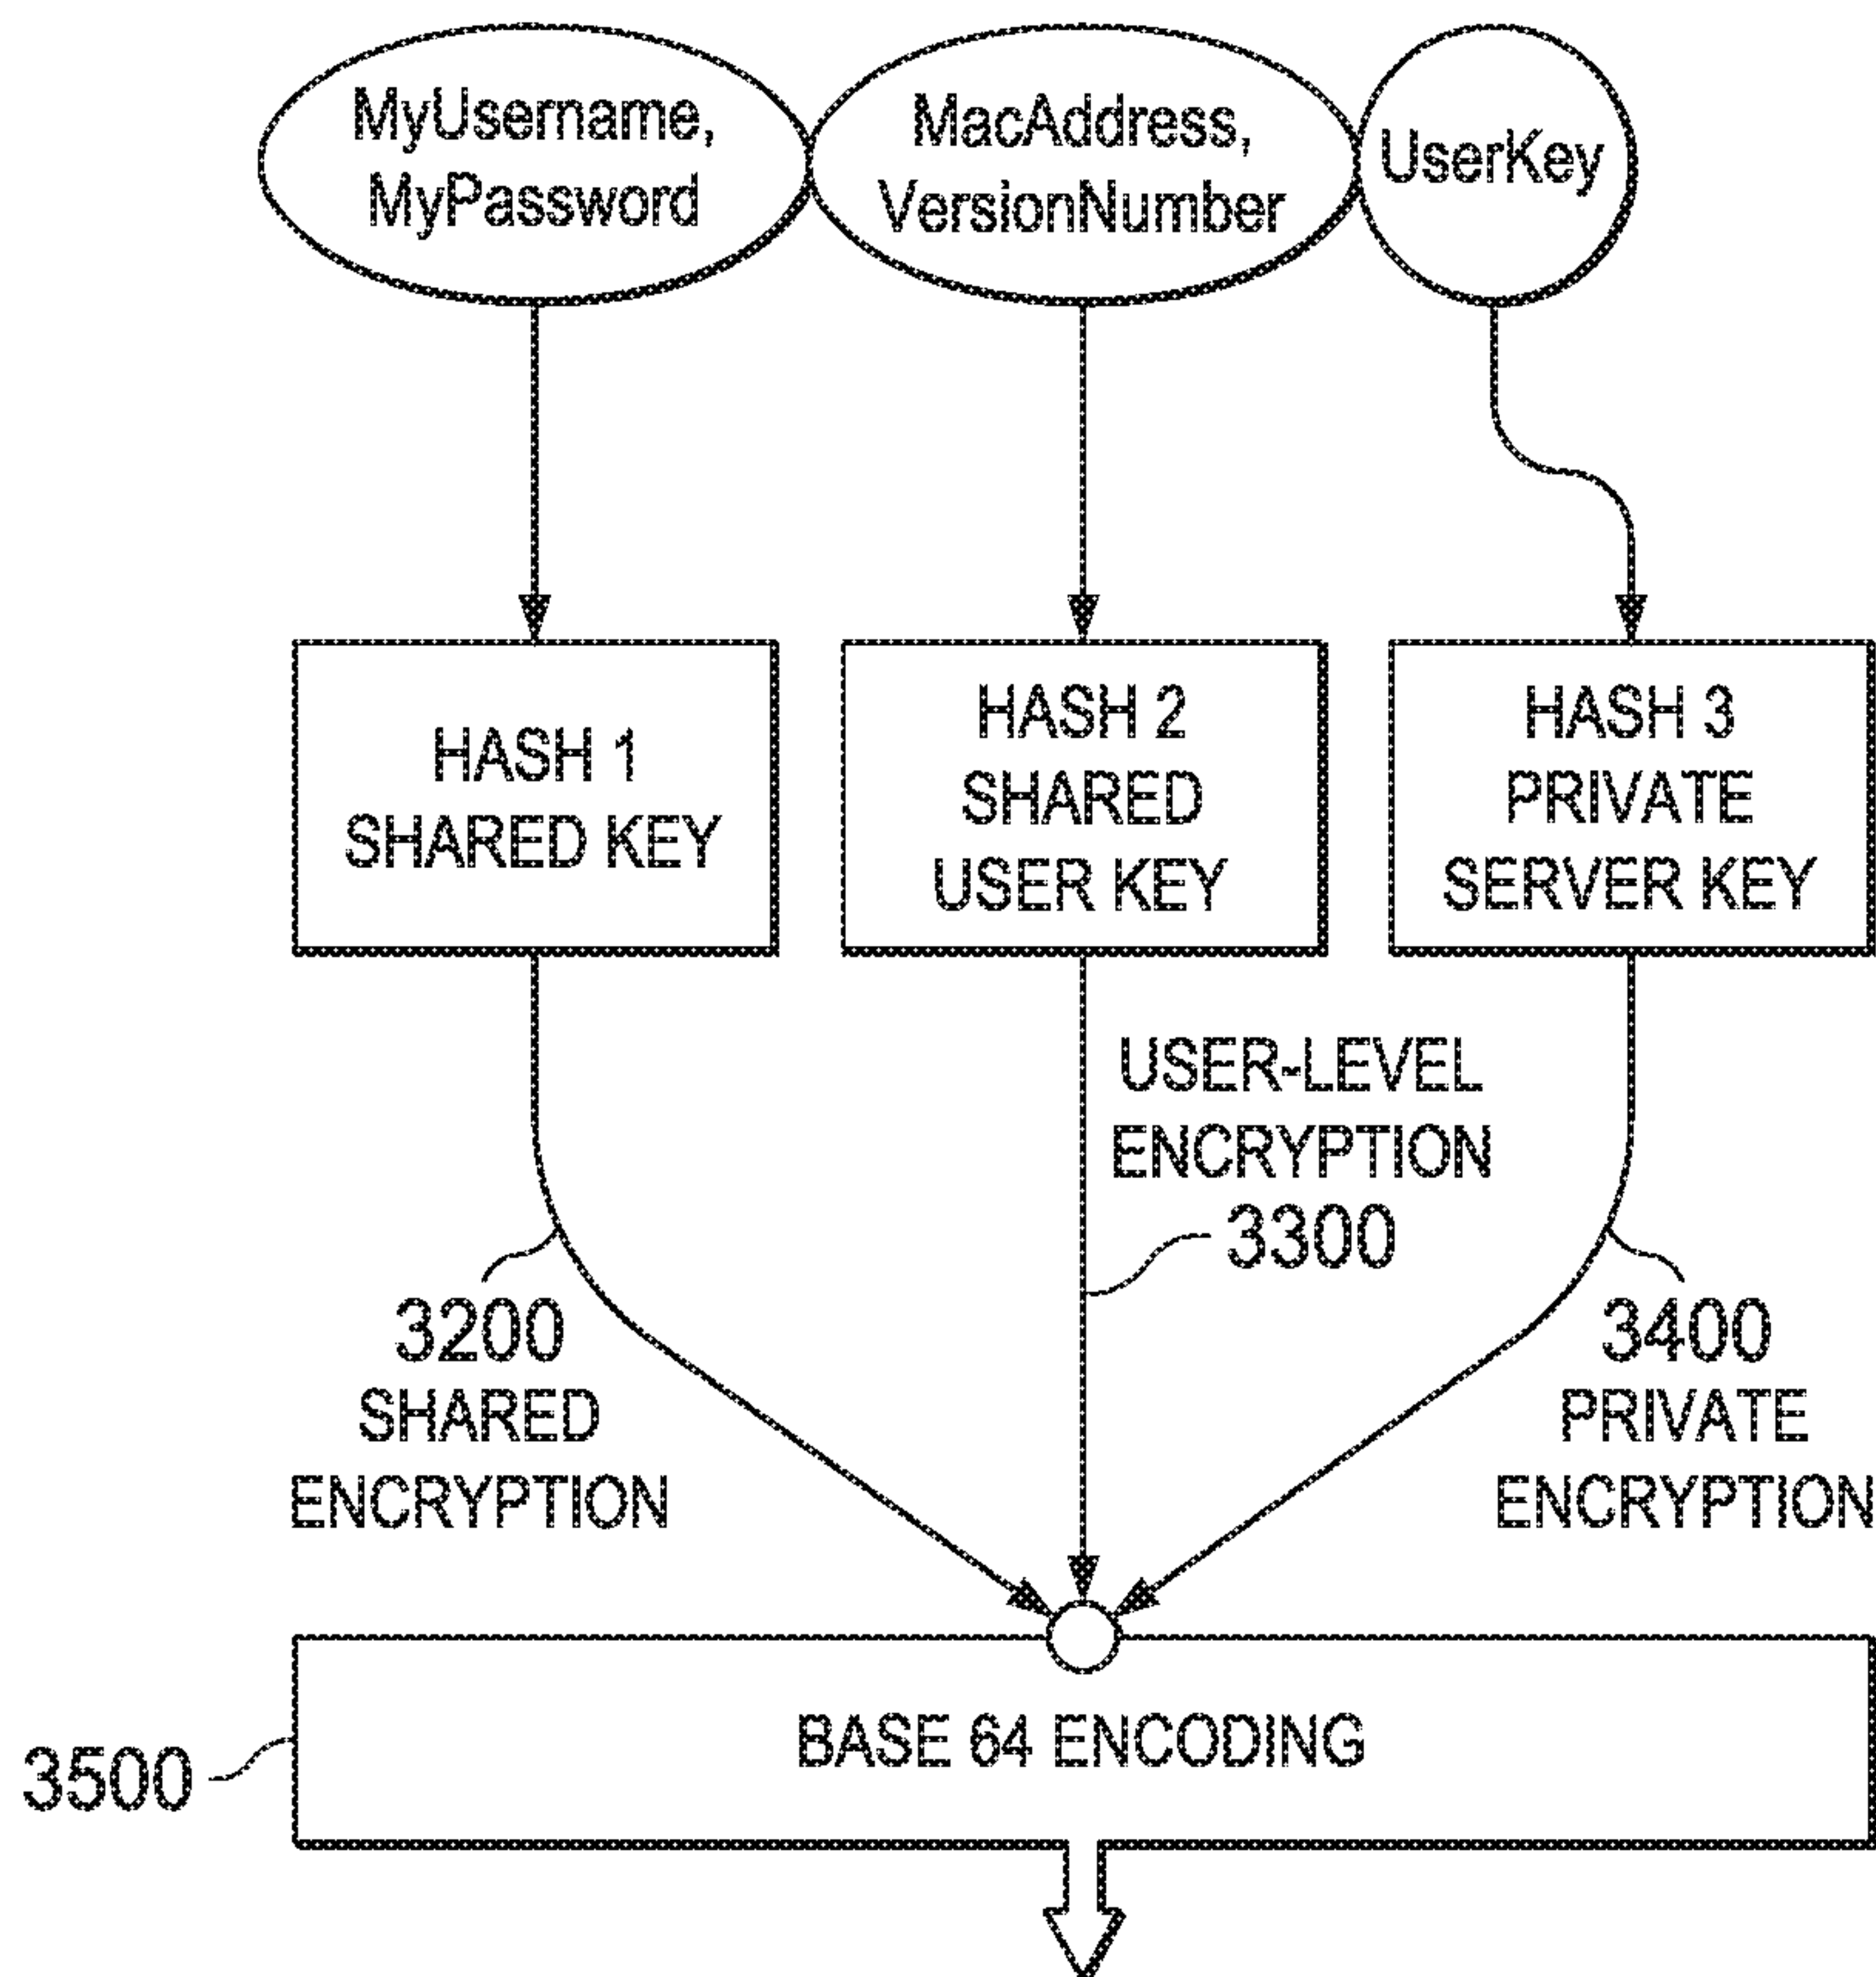 MyUsername,
MyPassword
MacAddress,
VersionNumber
UserKey
HASH 1
SHARED KEY
HASH 2
SHARED
USER KEY
HASH 3
PRIVATE
SERVER KEY
USER-LEVEL
ENCRYPTION
3300
3200
SHARED
ENCRYPTION
3400
PRIVATE
ENCRYPTION
3500
BASE 64 ENCODING